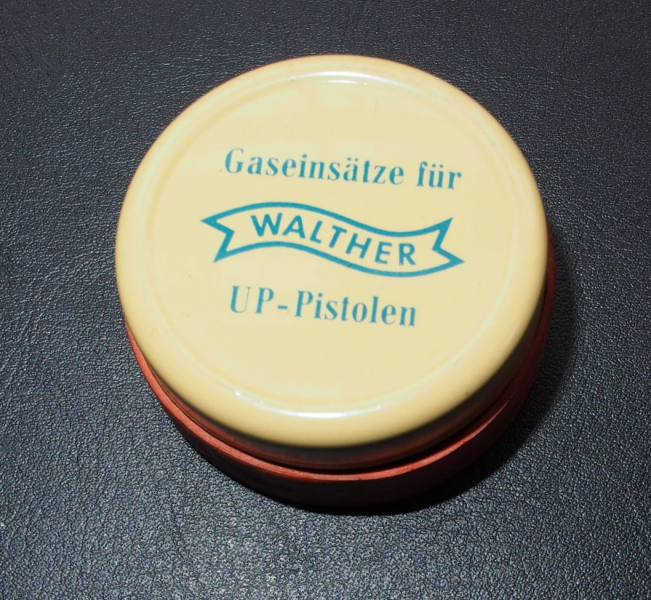 Gaseinsätze für
WALTHER
UP-Pistolen